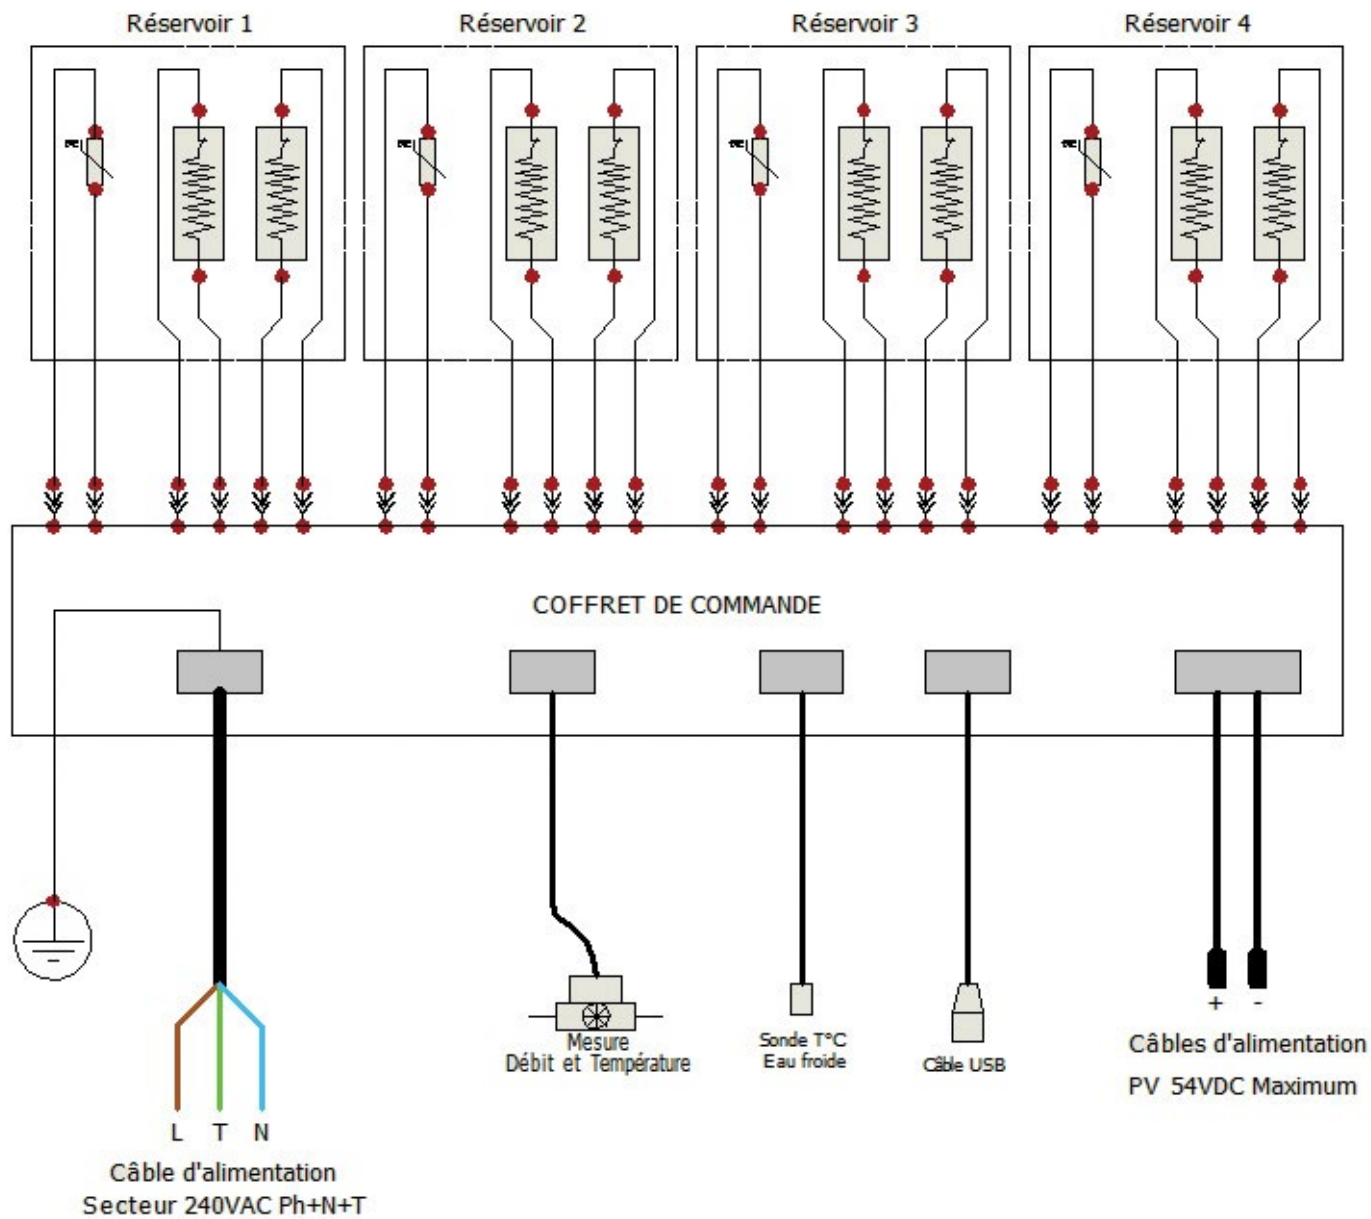 Réservoir 1
Réservoir 2
Réservoir 3
Réservoir 4
COFFRET DE COMMANDE
+ -
L T N
Câble d'alimentation
Secteur 240VAC Ph+N+T
Mesure
Débit et Température
Sonde T°C
Eau froide
Câble USB
Câbles d'alimentation
PV 54VDC Maximum